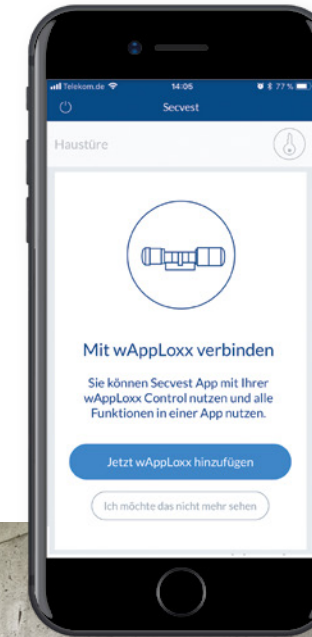 Telekom.de 14:06 77 %
Secvest
Haustüre
Mit wAppLoxx verbinden
Sie können Secvest App mit Ihrer
wAppLoxx Control nutzen und alle
Funktionen in einer App nutzen.
Jetzt wAppLoxx hinzufügen
Ich möchte das nicht mehr sehen